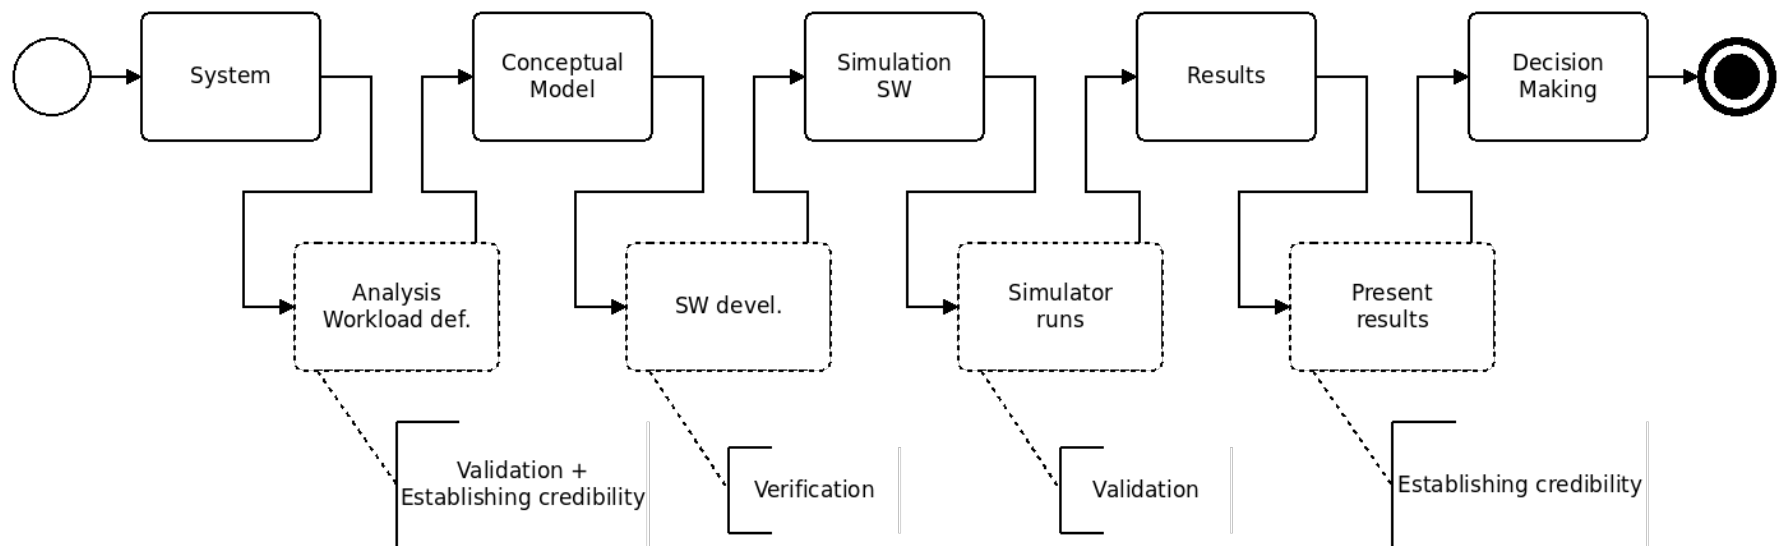 System
Conceptual
Model
Simulation
SW
Results
Decision
Making
Analysis
Workload def.
SW devel.
Simulator
runs
Present
results
Validation +
Establishing credibility
Verification
Validation
Establishing credibility